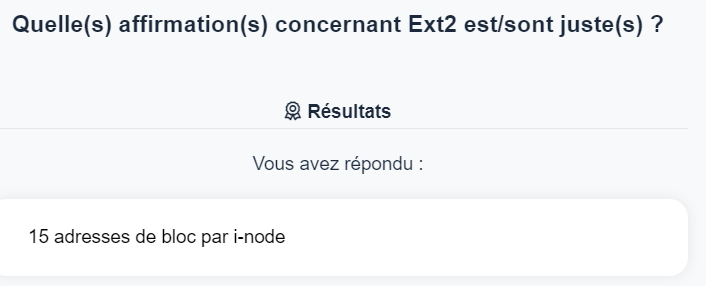 Quelle(s) affirmation(s) concernant Ext2 est/sont juste(s) ?
Résultats
Vous avez répondu :
15 adresses de bloc par i-node